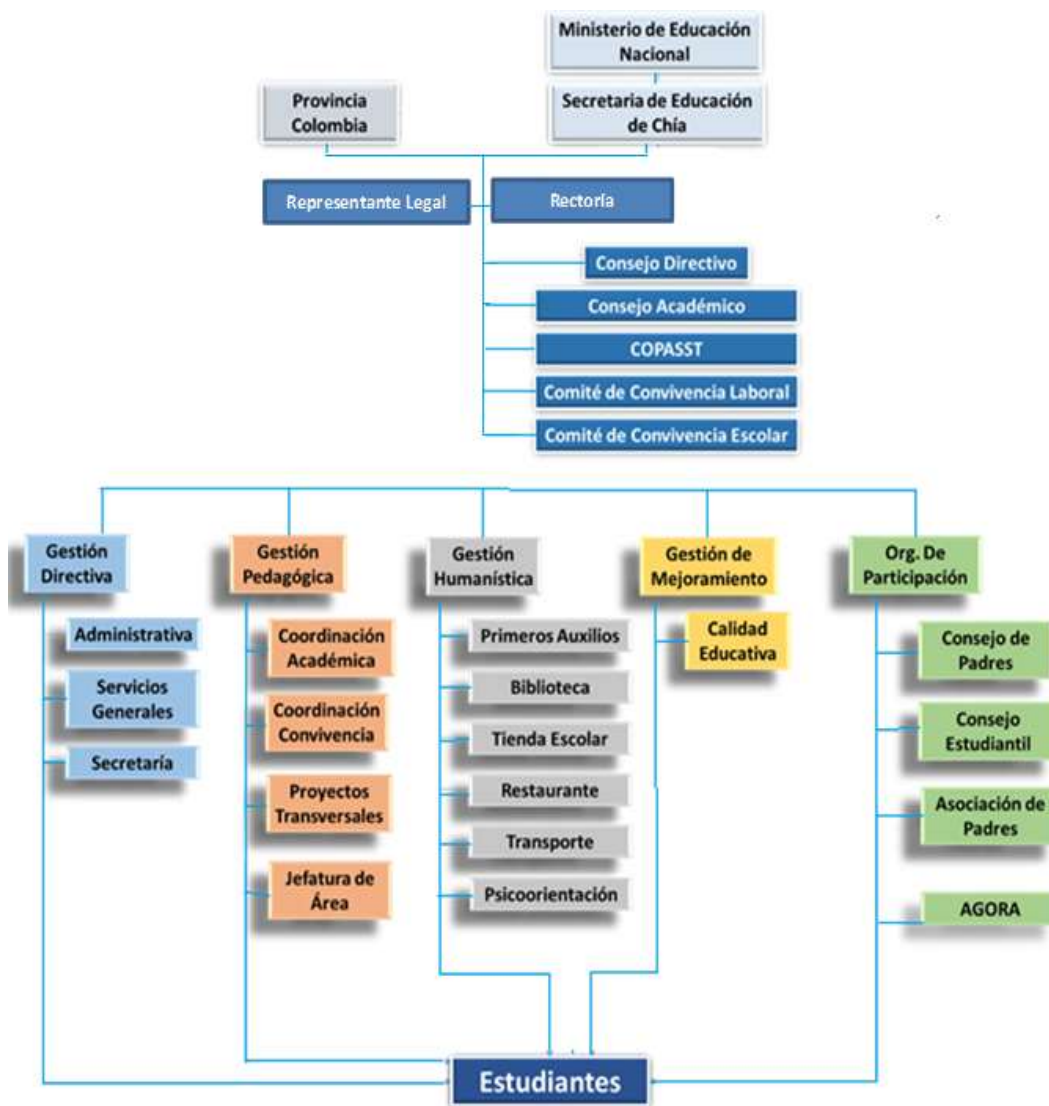 Ministerio de Educación
Nacional
Provincia
Colombia
Secretaria de Educación
de Chía
Representante Legal
Rectoría
Consejo Directivo
Consejo Académico
COPASST
Comité de Convivencia Laboral
Comité de Convivencia Escolar
Gestión
Directiva
Administrativa
Servicios
Generales
Secretaría
Gestión
Pedagógica
Coordinación
Académica
Coordinación
Convivencia
Proyectos
Transversales
Jefatura de
Área
Gestión
Humanística
Primeros Auxilios
Biblioteca
Tienda Escolar
Restaurante
Transporte
Psicoorientación
Gestión de
Mejoramiento
Calidad
Educativa
Org. De
Participación
Consejo de
Padres
Consejo
Estudiantil
Asociación de
Padres
AGORA
Estudiantes